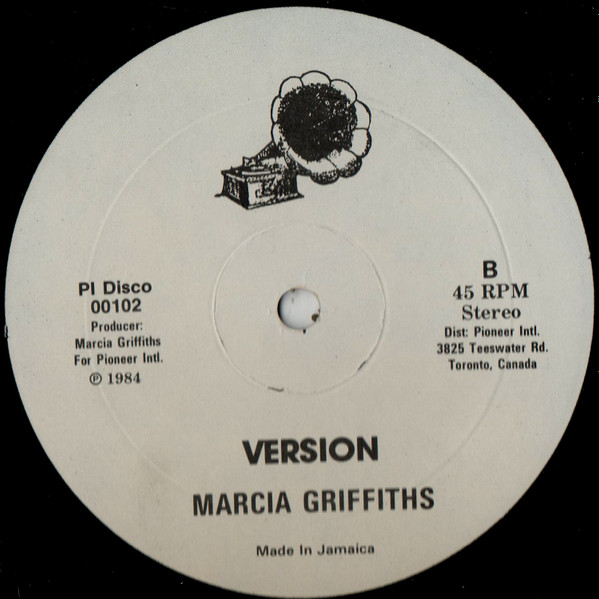 PI Disco
00102
Producer:
Marcia Griffiths
For Pioneer Intl.
℗ 1984
B
45 RPM
Stereo
Dist: Pioneer Intl.
3825 Teeswater Rd.
Toronto, Canada
VERSION
MARCIA GRIFFITHS
Made In Jamaica